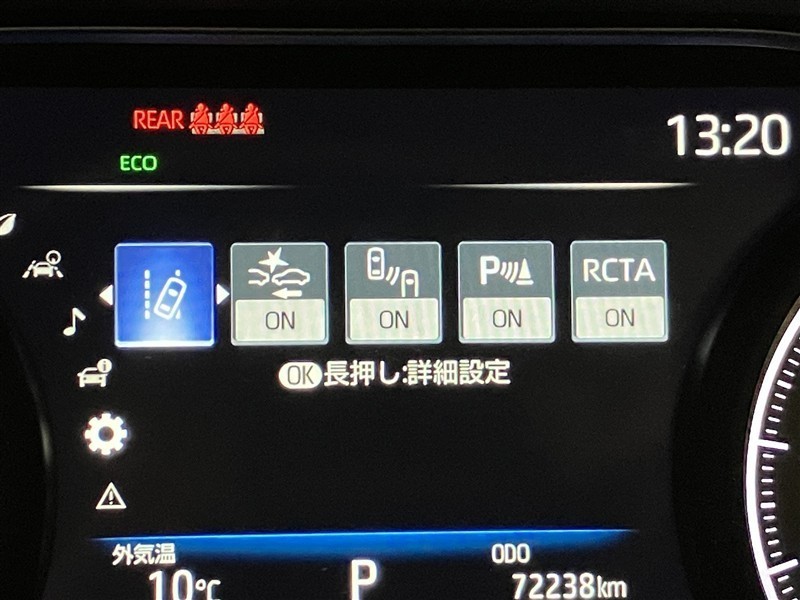 REAR
13:20
ECO
ON ON P ON RCTA ON
OK 長押し:詳細設定
外気温 ODO
10℃ P 72238km